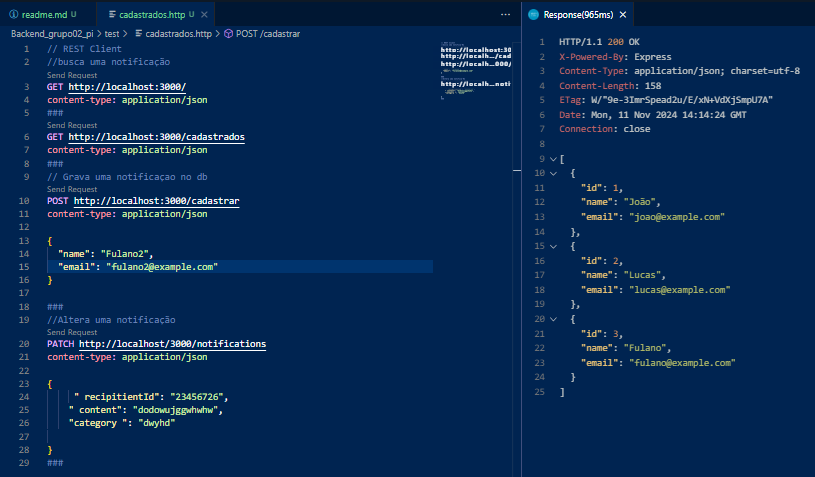 readme.md U
cadastrados.http U
Backend_grupo02_pi > test > cadastrados.http > POST /cadastrar
1 // REST Client
2 //busca uma notificação
Send Request
3 GET http://localhost:3000/
4 content-type: application/json
5 ###
Send Request
6 GET http://localhost:3000/cadastrados
7 content-type: application/json
8 ###
9 // Grava uma notificaçao no db
Send Request
10 POST http://localhost:3000/cadastrar
11 content-type: application/json
12
13 {
14 "name": "Fulano2",
15 "email": "fulano2@example.com"
16 }
17
18 ###
19 //Altera uma notificação
Send Request
20 PATCH http://localhost/3000/notifications
21 content-type: application/json
22
23 {
24 " recipitientId": "23456726",
25 " content": "dodowujggwhwhw",
26 "category ": "dwyhd"
27
28 }
29 ###
Response(965ms)
1 HTTP/1.1 200 OK
2 X-Powered-By: Express
3 Content-Type: application/json; charset=utf-8
4 Content-Length: 158
5 ETag: W/"9e-3ImrSpead2u/E/xN+VdXjSmpU7A"
6 Date: Mon, 11 Nov 2024 14:14:24 GMT
7 Connection: close
8
9 [
10 {
11 "id": 1,
12 "name": "João",
13 "email": "joao@example.com"
14 },
15 {
16 "id": 2,
17 "name": "Lucas",
18 "email": "lucas@example.com"
19 },
20 {
21 "id": 3,
22 "name": "Fulano",
23 "email": "fulano@example.com"
24 }
25 ]